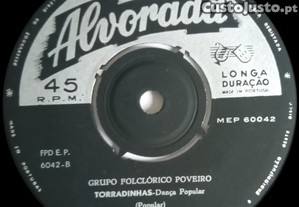 CustoJusto.pt
Alvorada
45
R.P.M.
LONGA
DURAÇÃO
MADE IN PORTUGAL
FPD E.P.
6042-B
MEP 60042
GRUPO FOLCLÓRICO POVEIRO
TORRADINHAS-Dança Popular
(Popular)